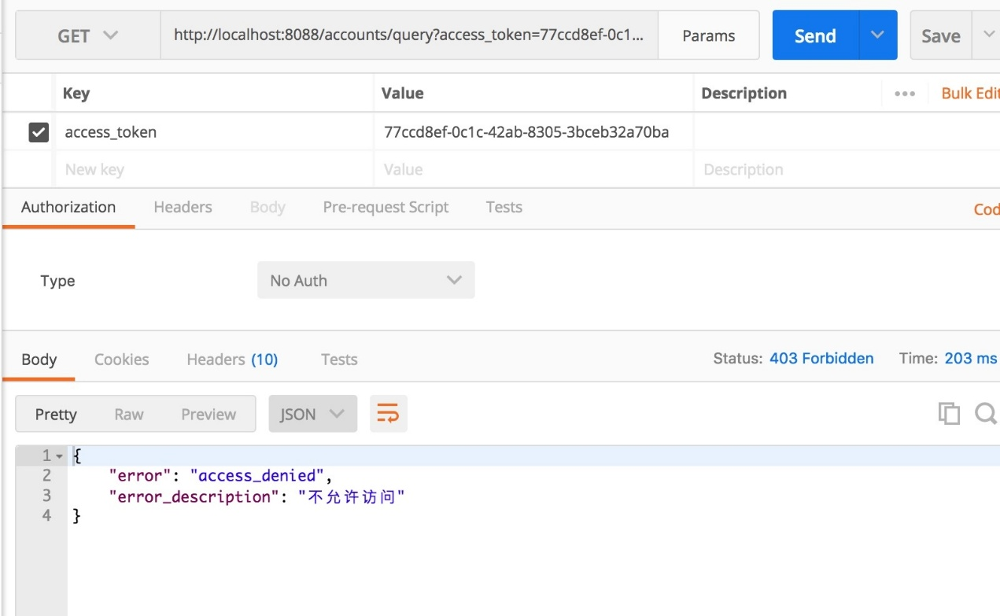 GET http://localhost:8088/accounts/query?access_token=77ccd8ef-0c1... Params Send Save
Key Value Description ••• Bulk Edit
access_token 77ccd8ef-0c1c-42ab-8305-3bceb32a70ba
New key Value Description
Authorization Headers Body Pre-request Script Tests Cod
Type No Auth
Body Cookies Headers (10) Tests Status: 403 Forbidden Time: 203 ms
Pretty Raw Preview JSON
1 {
2 "error": "access_denied",
3 "error_description": "不允许访问"
4 }